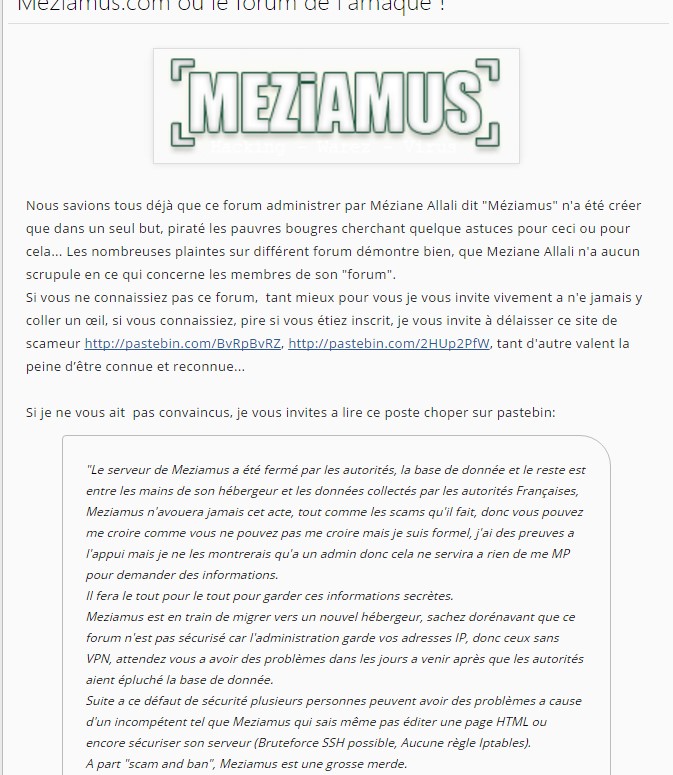 Meziamus.com ou le forum de l'arnaque !
MEZiAMUS
Nous savions tous déjà que ce forum administrer par Méziane Allali dit "Méziamus" n'a été créer
que dans un seul but, piraté les pauvres bougres cherchant quelque astuces pour ceci ou pour
cela... Les nombreuses plaintes sur différent forum démontre bien, que Meziane Allali n'a aucun
scrupule en ce qui concerne les membres de son "forum".
Si vous ne connaissiez pas ce forum,  tant mieux pour vous je vous invite vivement a n'e jamais y
coller un œil, si vous connaissiez, pire si vous étiez inscrit, je vous invite à délaisser ce site de
scameur http://pastebin.com/BvRpBvRZ, http://pastebin.com/2HUp2PfW, tant d'autre valent la
peine d'être connue et reconnue...
Si je ne vous ait  pas convaincus, je vous invites a lire ce poste choper sur pastebin:
"Le serveur de Meziamus a été fermé par les autorités, la base de donnée et le reste est
entre les mains de son hébergeur et les données collectés par les autorités Françaises,
Meziamus n'avouera jamais cet acte, tout comme les scams qu'il fait, donc vous pouvez
me croire comme vous ne pouvez pas me croire mais je suis formel, j'ai des preuves a
l'appui mais je ne les montrerais qu'a un admin donc cela ne servira a rien de me MP
pour demander des informations.
Il fera le tout pour le tout pour garder ces informations secrètes.
Meziamus est en train de migrer vers un nouvel hébergeur, sachez dorénavant que ce
forum n'est pas sécurisé car l'administration garde vos adresses IP, donc ceux sans
VPN, attendez vous a avoir des problèmes dans les jours a venir après que les autorités
aient épluché la base de donnée.
Suite a ce défaut de sécurité plusieurs personnes peuvent avoir des problèmes a cause
d'un incompétent tel que Meziamus qui sais même pas éditer une page HTML ou
encore sécuriser son serveur (Bruteforce SSH possible, Aucune règle Iptables).
A part "scam and ban", Meziamus est une grosse merde.